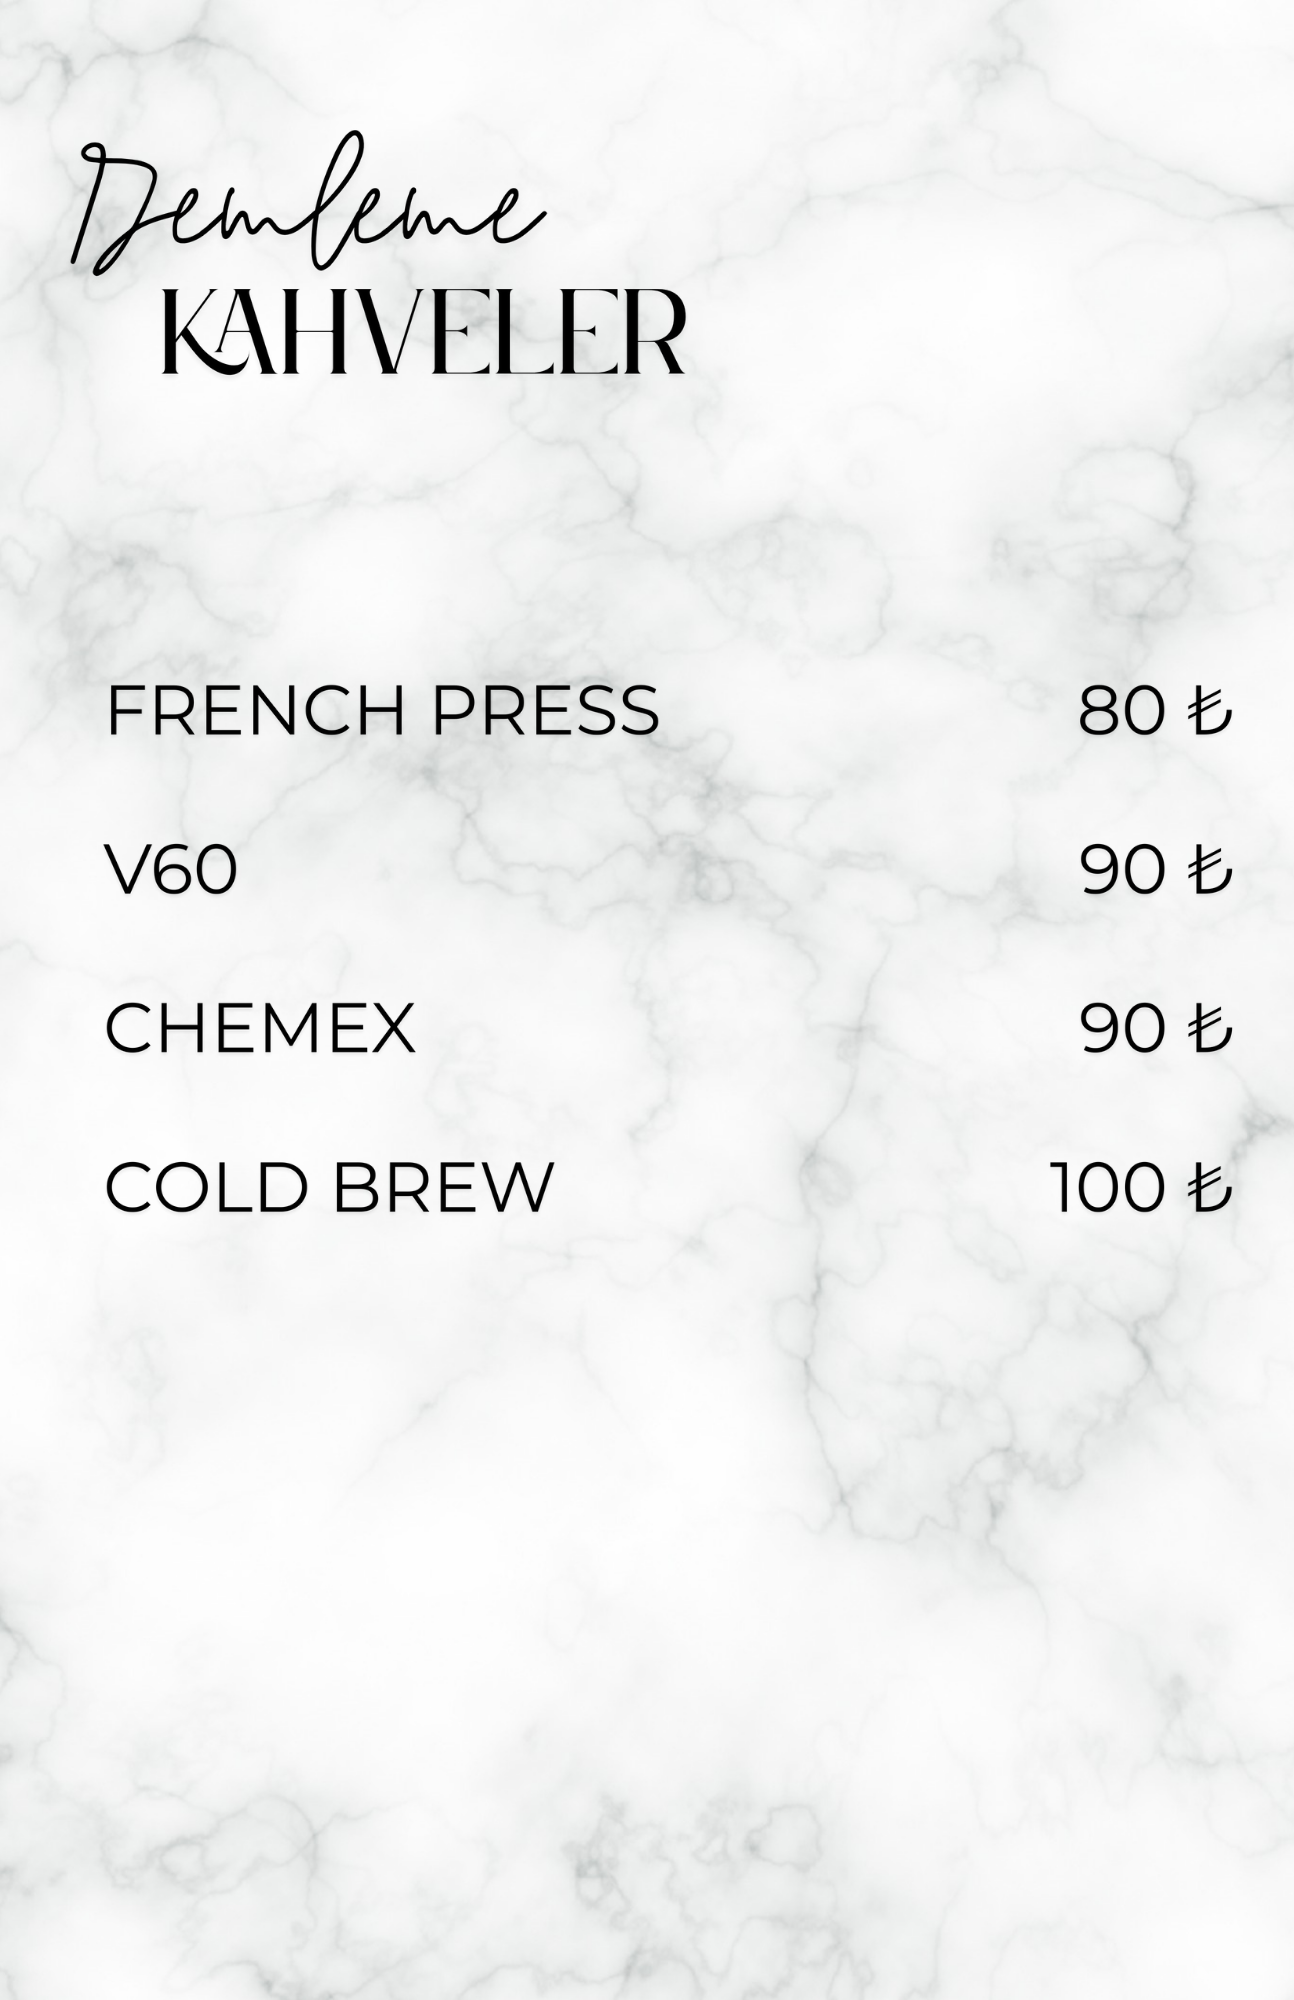 Demleme
KAHVELER
FRENCH PRESS 80 ₺
V60 90 ₺
CHEMEX 90 ₺
COLD BREW 100 ₺